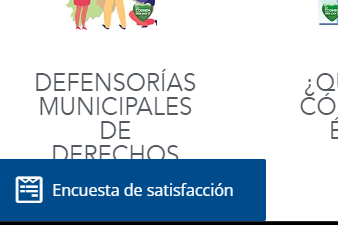 DEFENSORÍAS
MUNICIPALES
DE
DERECHOS
Encuesta de satisfacción